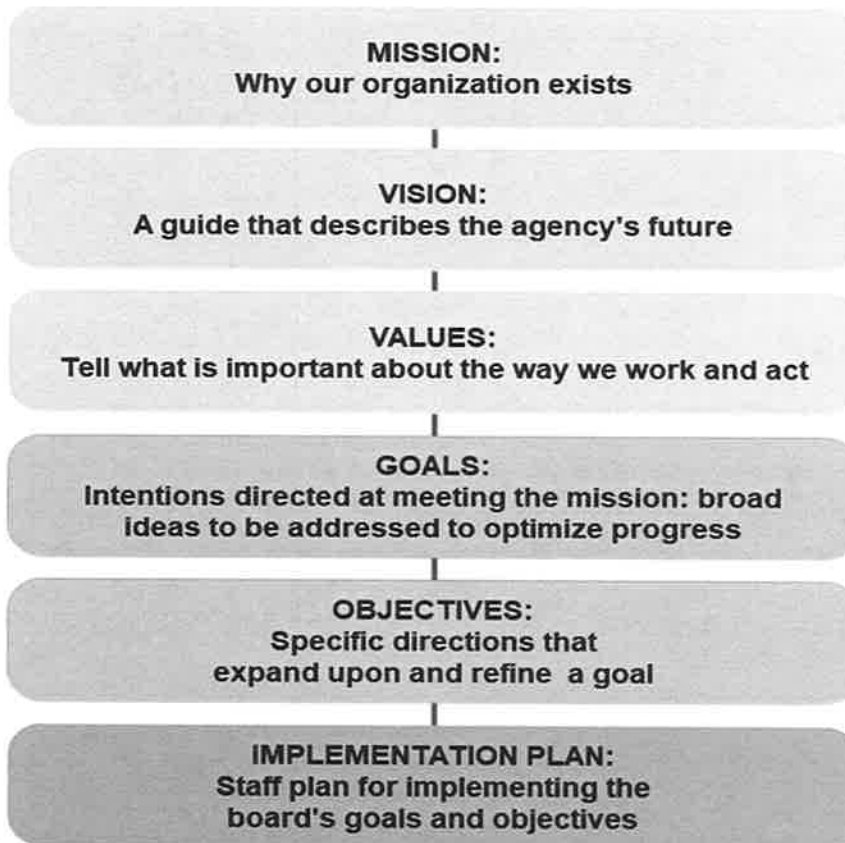 MISSION:
Why our organization exists
VISION:
A guide that describes the agency's future
VALUES:
Tell what is important about the way we work and act
GOALS:
Intentions directed at meeting the mission: broad
ideas to be addressed to optimize progress
OBJECTIVES:
Specific directions that
expand upon and refine a goal
IMPLEMENTATION PLAN:
Staff plan for implementing the
board's goals and objectives